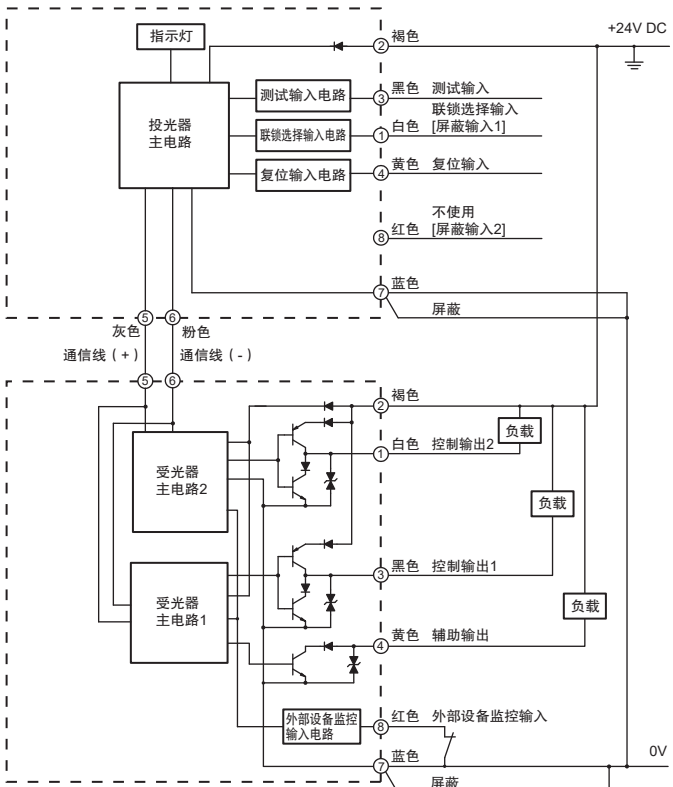 +24V DC
指示灯
② 褐色
投光器
主电路
测试输入电路
③ 黑色 测试输入
联锁选择输入电路
联锁选择输入
① 白色 [屏蔽输入1]
复位输入电路
④ 黄色 复位输入
不使用
⑧ 红色 [屏蔽输入2]
⑦ 蓝色
屏蔽
⑤ ⑥
灰色 粉色
通信线（+） 通信线（-）
⑤ ⑥
② 褐色
负载
① 白色 控制输出2
受光器
主电路2
负载
③ 黑色 控制输出1
受光器
主电路1
负载
④ 黄色 辅助输出
外部设备监控
输入电路
⑧ 红色 外部设备监控输入
⑦ 蓝色
0V
屏蔽